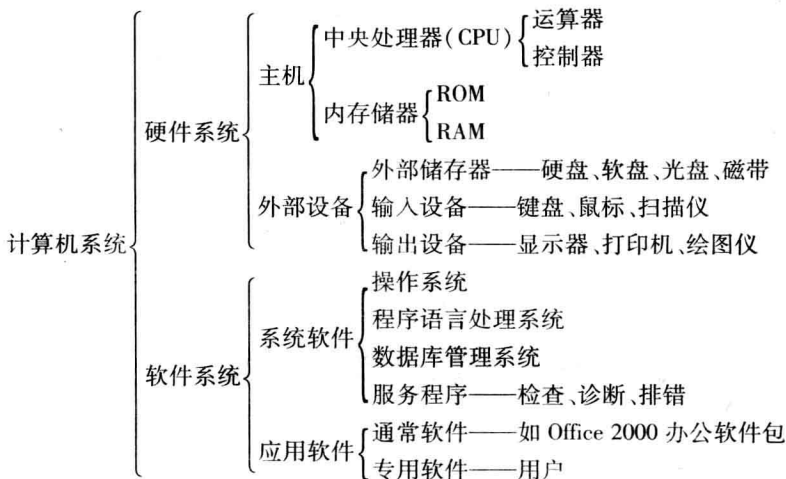 计算机系统
硬件系统
主机
中央处理器(CPU)
运算器
控制器
内存储器
ROM
RAM
外部设备
外部储存器——硬盘、软盘、光盘、磁带
输入设备——键盘、鼠标、扫描仪
输出设备——显示器、打印机、绘图仪
软件系统
系统软件
操作系统
程序语言处理系统
数据库管理系统
服务程序——检查、诊断、排错
应用软件
通常软件——如 Office 2000 办公软件包
专用软件——用户